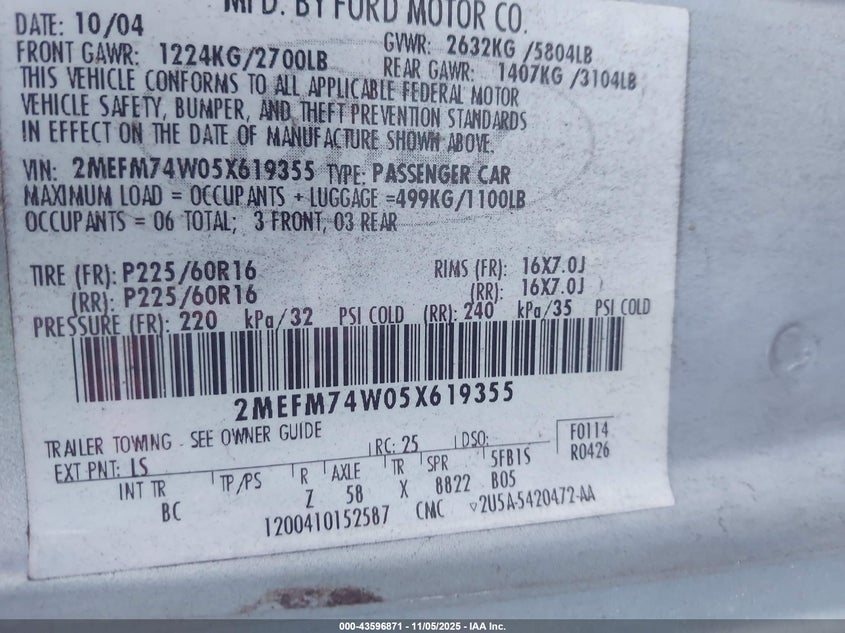 MFD. BY FORD MOTOR CO.
DATE: 10/04
GVWR: 2632KG /5804LB
FRONT GAWR: 1224KG/2700LB
REAR GAWR: 1407KG /3104LB
THIS VEHICLE CONFORMS TO ALL APPLICABLE FEDERAL MOTOR
VEHICLE SAFETY, BUMPER, AND THEFT PREVENTION STANDARDS
IN EFFECT ON THE DATE OF MANUFACTURE SHOWN ABOVE.
VIN: 2MEFM74W05X619355 TYPE: PASSENGER CAR
MAXIMUM LOAD = OCCUPANTS + LUGGAGE =499KG/1100LB
OCCUPANTS = 06 TOTAL; 3 FRONT, 03 REAR
TIRE (FR): P225/60R16 RIMS (FR): 16X7.0J
(RR): P225/60R16 (RR): 16X7.0J
PRESSURE (FR): 220 kPa/32 PSI COLD (RR): 240 kPa/35 PSI COLD
2MEFM74W05X619355
TRAILER TOWING - SEE OWNER GUIDE
F0114
R0426
EXT PNT: IS RC: 25 DSO:
INT TR TP/PS R AXLE TR SPR 5FB1S
BC Z 58 X 8822 B05
1200410152587 CMC ▽2U5A-5420472-AA
000-43596871 - 11/05/2025 - IAA Inc.